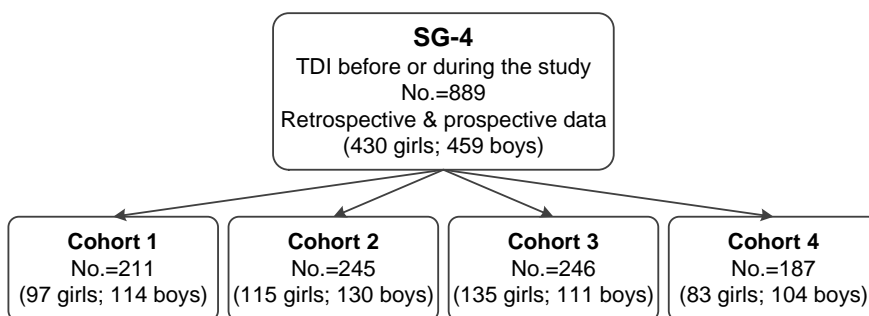 SG-4
TDI before or during the study
No.=889
Retrospective & prospective data
(430 girls; 459 boys)
Cohort 1
No.=211
(97 girls; 114 boys)
Cohort 2
No.=245
(115 girls; 130 boys)
Cohort 3
No.=246
(135 girls; 111 boys)
Cohort 4
No.=187
(83 girls; 104 boys)